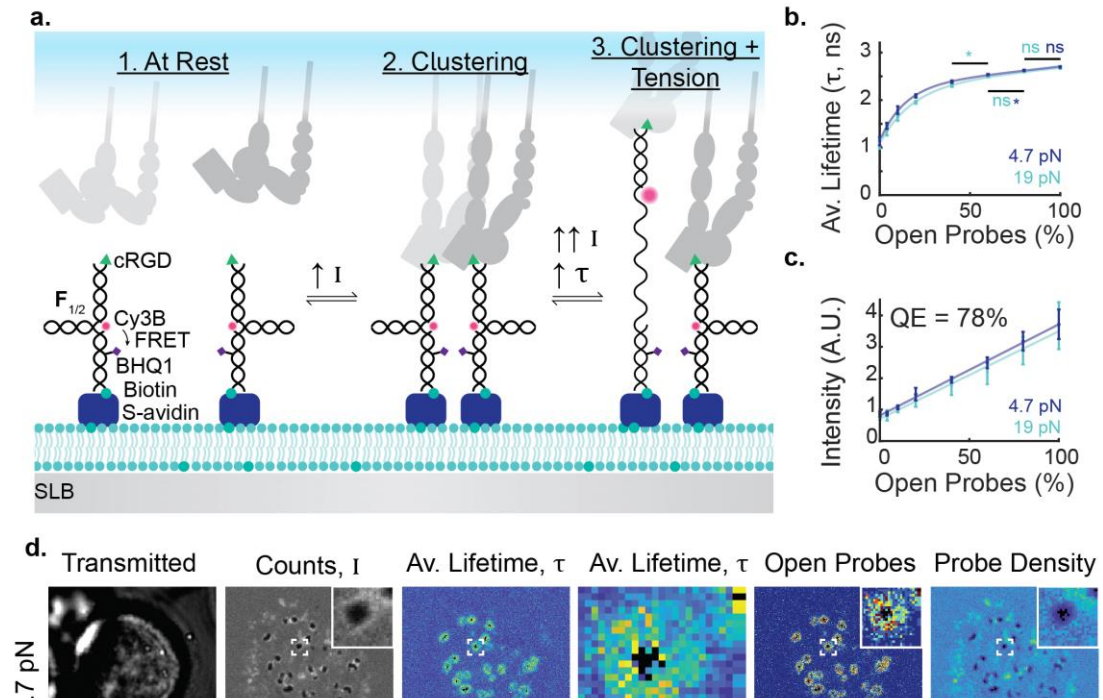 a.
1. At Rest
2. Clustering
3. Clustering +
Tension
cRGD
F1/2
Cy3B
FRET
BHQ1
Biotin
S-avidin
↑ I
↑↑ I
↑ τ
SLB
b.
Av. Lifetime (τ, ns)
3
2
1
0
*
ns ns
ns *
4.7 pN
19 pN
0
50
100
Open Probes (%)
c.
Intensity (A.U.)
4
3
2
1
0
QE = 78%
4.7 pN
19 pN
0
50
100
Open Probes (%)
d.
Transmitted
Counts, I
Av. Lifetime, τ
Av. Lifetime, τ
Open Probes
Probe Density
.7 pN